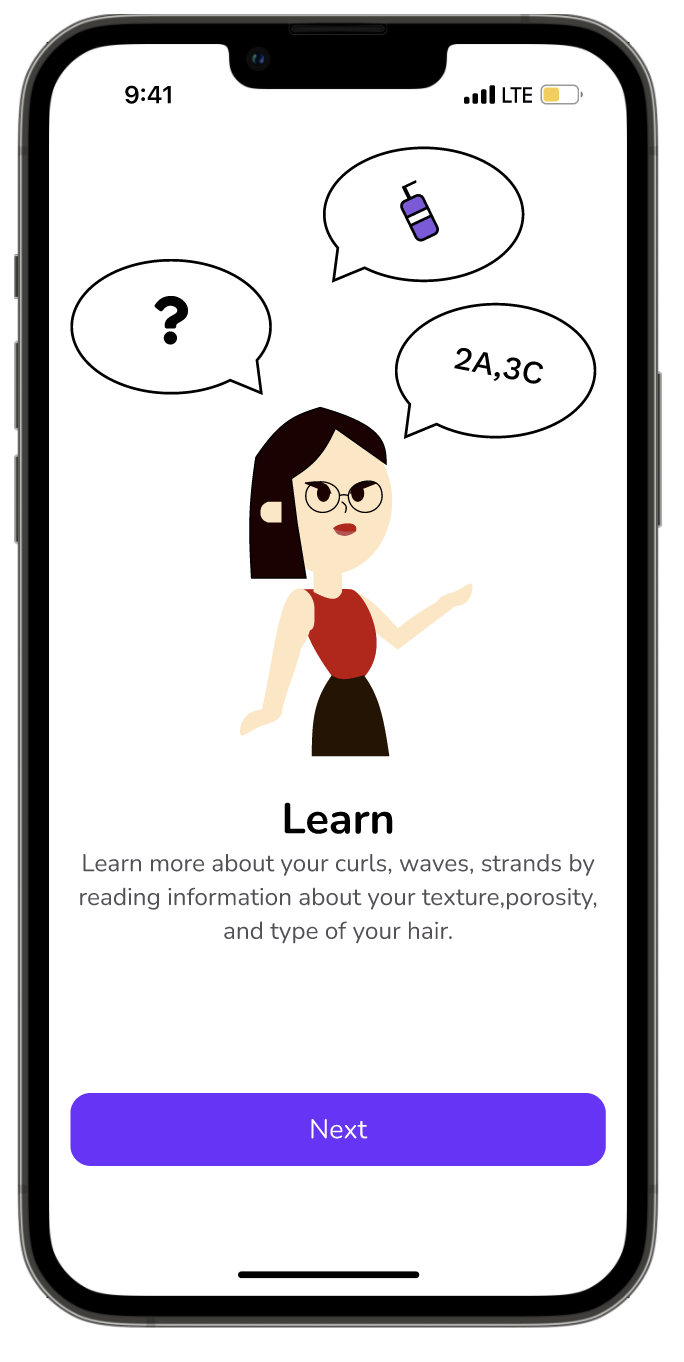 9:41 LTE
?
2A,3C
Learn
Learn more about your curls, waves, strands by
reading information about your texture,porosity,
and type of your hair.
Next